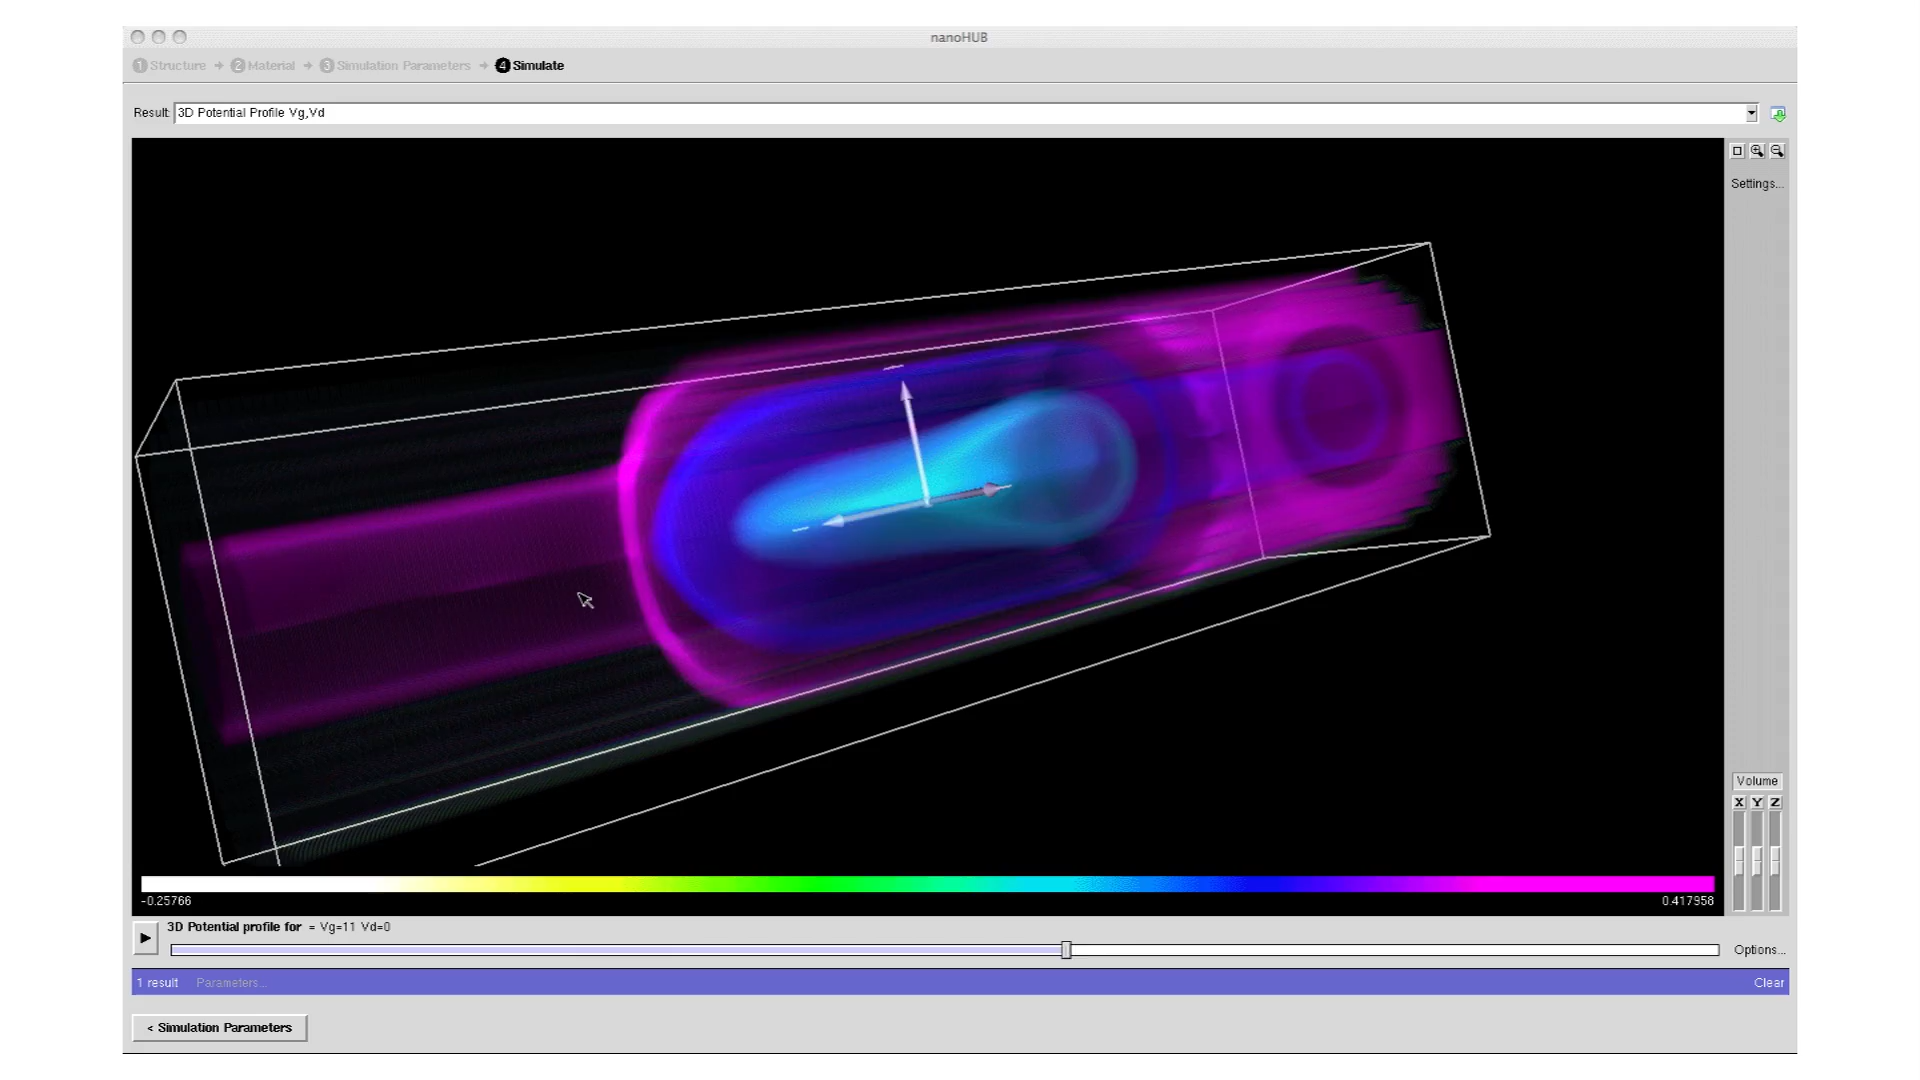 nanoHUB
1 Structure → 2 Material → 3 Simulation Parameters → 4 Simulate
Result: 3D Potential Profile Vg,Vd
Settings...
Volume
X Y Z
-0.25766
0.417958
3D Potential profile for = Vg=11 Vd=0
Options...
1 result Parameters... Clear
< Simulation Parameters